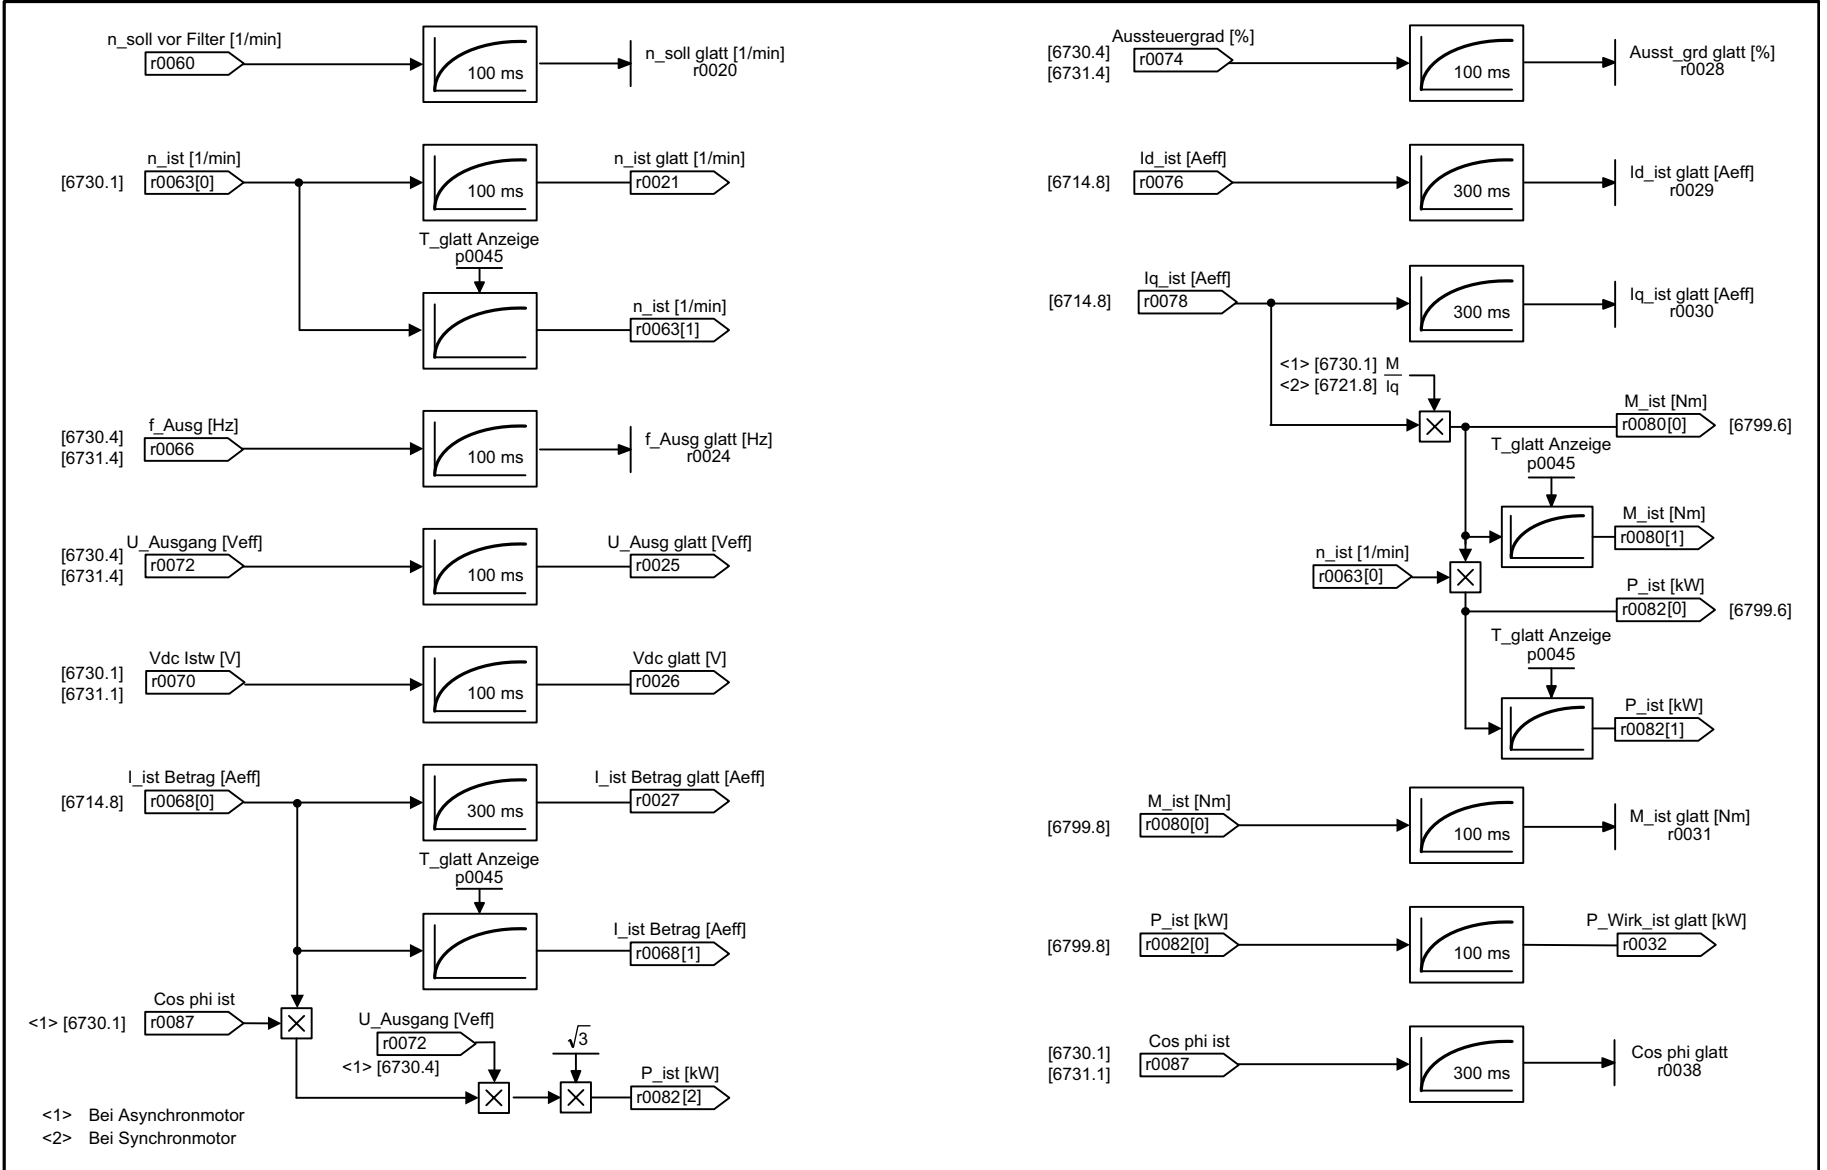 n_soll vor Filter [1/min]
r0060
100 ms
n_soll glatt [1/min]
r0020
n_ist [1/min]
[6730.1]
r0063[0]
100 ms
n_ist glatt [1/min]
r0021
T_glatt Anzeige
p0045
n_ist [1/min]
r0063[1]
f_Ausg [Hz]
[6730.4]
[6731.4]
r0066
100 ms
f_Ausg glatt [Hz]
r0024
U_Ausgang [Veff]
[6730.4]
[6731.4]
r0072
100 ms
U_Ausg glatt [Veff]
r0025
Vdc Istw [V]
[6730.1]
[6731.1]
r0070
100 ms
Vdc glatt [V]
r0026
I_ist Betrag [Aeff]
[6714.8]
r0068[0]
300 ms
I_ist Betrag glatt [Aeff]
r0027
T_glatt Anzeige
p0045
I_ist Betrag [Aeff]
r0068[1]
Cos phi ist
<1> [6730.1]
r0087
U_Ausgang [Veff]
r0072
<1> [6730.4]
√3
P_ist [kW]
r0082[2]
<1> Bei Asynchronmotor
<2> Bei Synchronmotor
Aussteuergrad [%]
[6730.4]
[6731.4]
r0074
100 ms
Ausst_grd glatt [%]
r0028
Id_ist [Aeff]
[6714.8]
r0076
300 ms
Id_ist glatt [Aeff]
r0029
Iq_ist [Aeff]
[6714.8]
r0078
300 ms
Iq_ist glatt [Aeff]
r0030
<1> [6730.1] M
<2> [6721.8] Iq
M_ist [Nm]
r0080[0]
[6799.6]
T_glatt Anzeige
p0045
M_ist [Nm]
r0080[1]
n_ist [1/min]
r0063[0]
P_ist [kW]
r0082[0]
[6799.6]
T_glatt Anzeige
p0045
P_ist [kW]
r0082[1]
M_ist [Nm]
[6799.8]
r0080[0]
100 ms
M_ist glatt [Nm]
r0031
P_ist [kW]
[6799.8]
r0082[0]
100 ms
P_Wirk_ist glatt [kW]
r0032
Cos phi ist
[6730.1]
[6731.1]
r0087
300 ms
Cos phi glatt
r0038